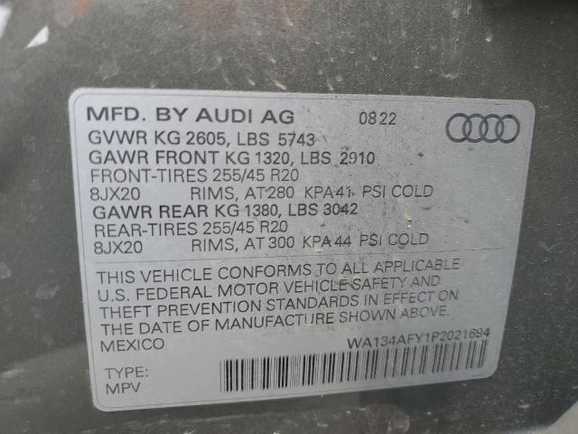 MFD. BY AUDI AG 08 22
GVWR KG 2605, LBS 5743
GAWR FRONT KG 1320, LBS 2910
FRONT-TIRES 255/45 R20
8JX20 RIMS, AT 280 KPA 41 PSI COLD
GAWR REAR KG 1380, LBS 3042
REAR-TIRES 255/45 R20
8JX20 RIMS, AT 300 KPA 44 PSI COLD
THIS VEHICLE CONFORMS TO ALL APPLICABLE
U.S. FEDERAL MOTOR VEHICLE SAFETY AND
THEFT PREVENTION STANDARDS IN EFFECT ON
THE DATE OF MANUFACTURE SHOWN ABOVE.
MEXICO
WA134AFY1P2021694
TYPE:
MPV